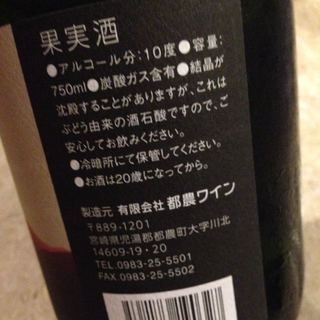 果実酒
●アルコール分:10度●容量:
750ml●炭酸ガス含有●結晶が
沈殿することがありますが、これは
ぶどう由来の酒石酸ですので、ご
安心してお飲みください。
●冷暗所にて保管してください。
●お酒は20歳になってから。
製造元 有限会社 都農ワイン
〒889-1201
宮崎県児湯郡都農町大字川北
14609-19・20
TEL.0983-25-5501
FAX.0983-25-5502